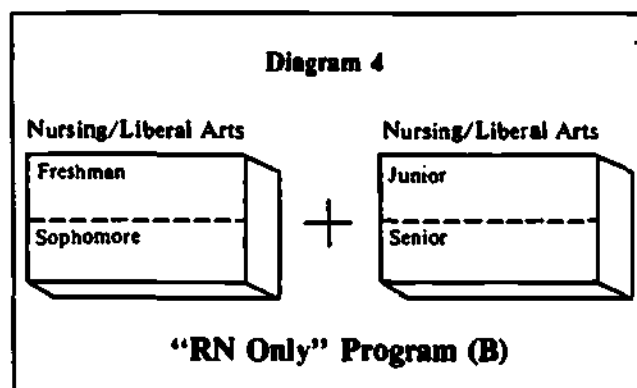 Diagram 4
Nursing/Liberal Arts Nursing/Liberal Arts
Freshman Junior
Sophomore Senior
"RN Only" Program (B)